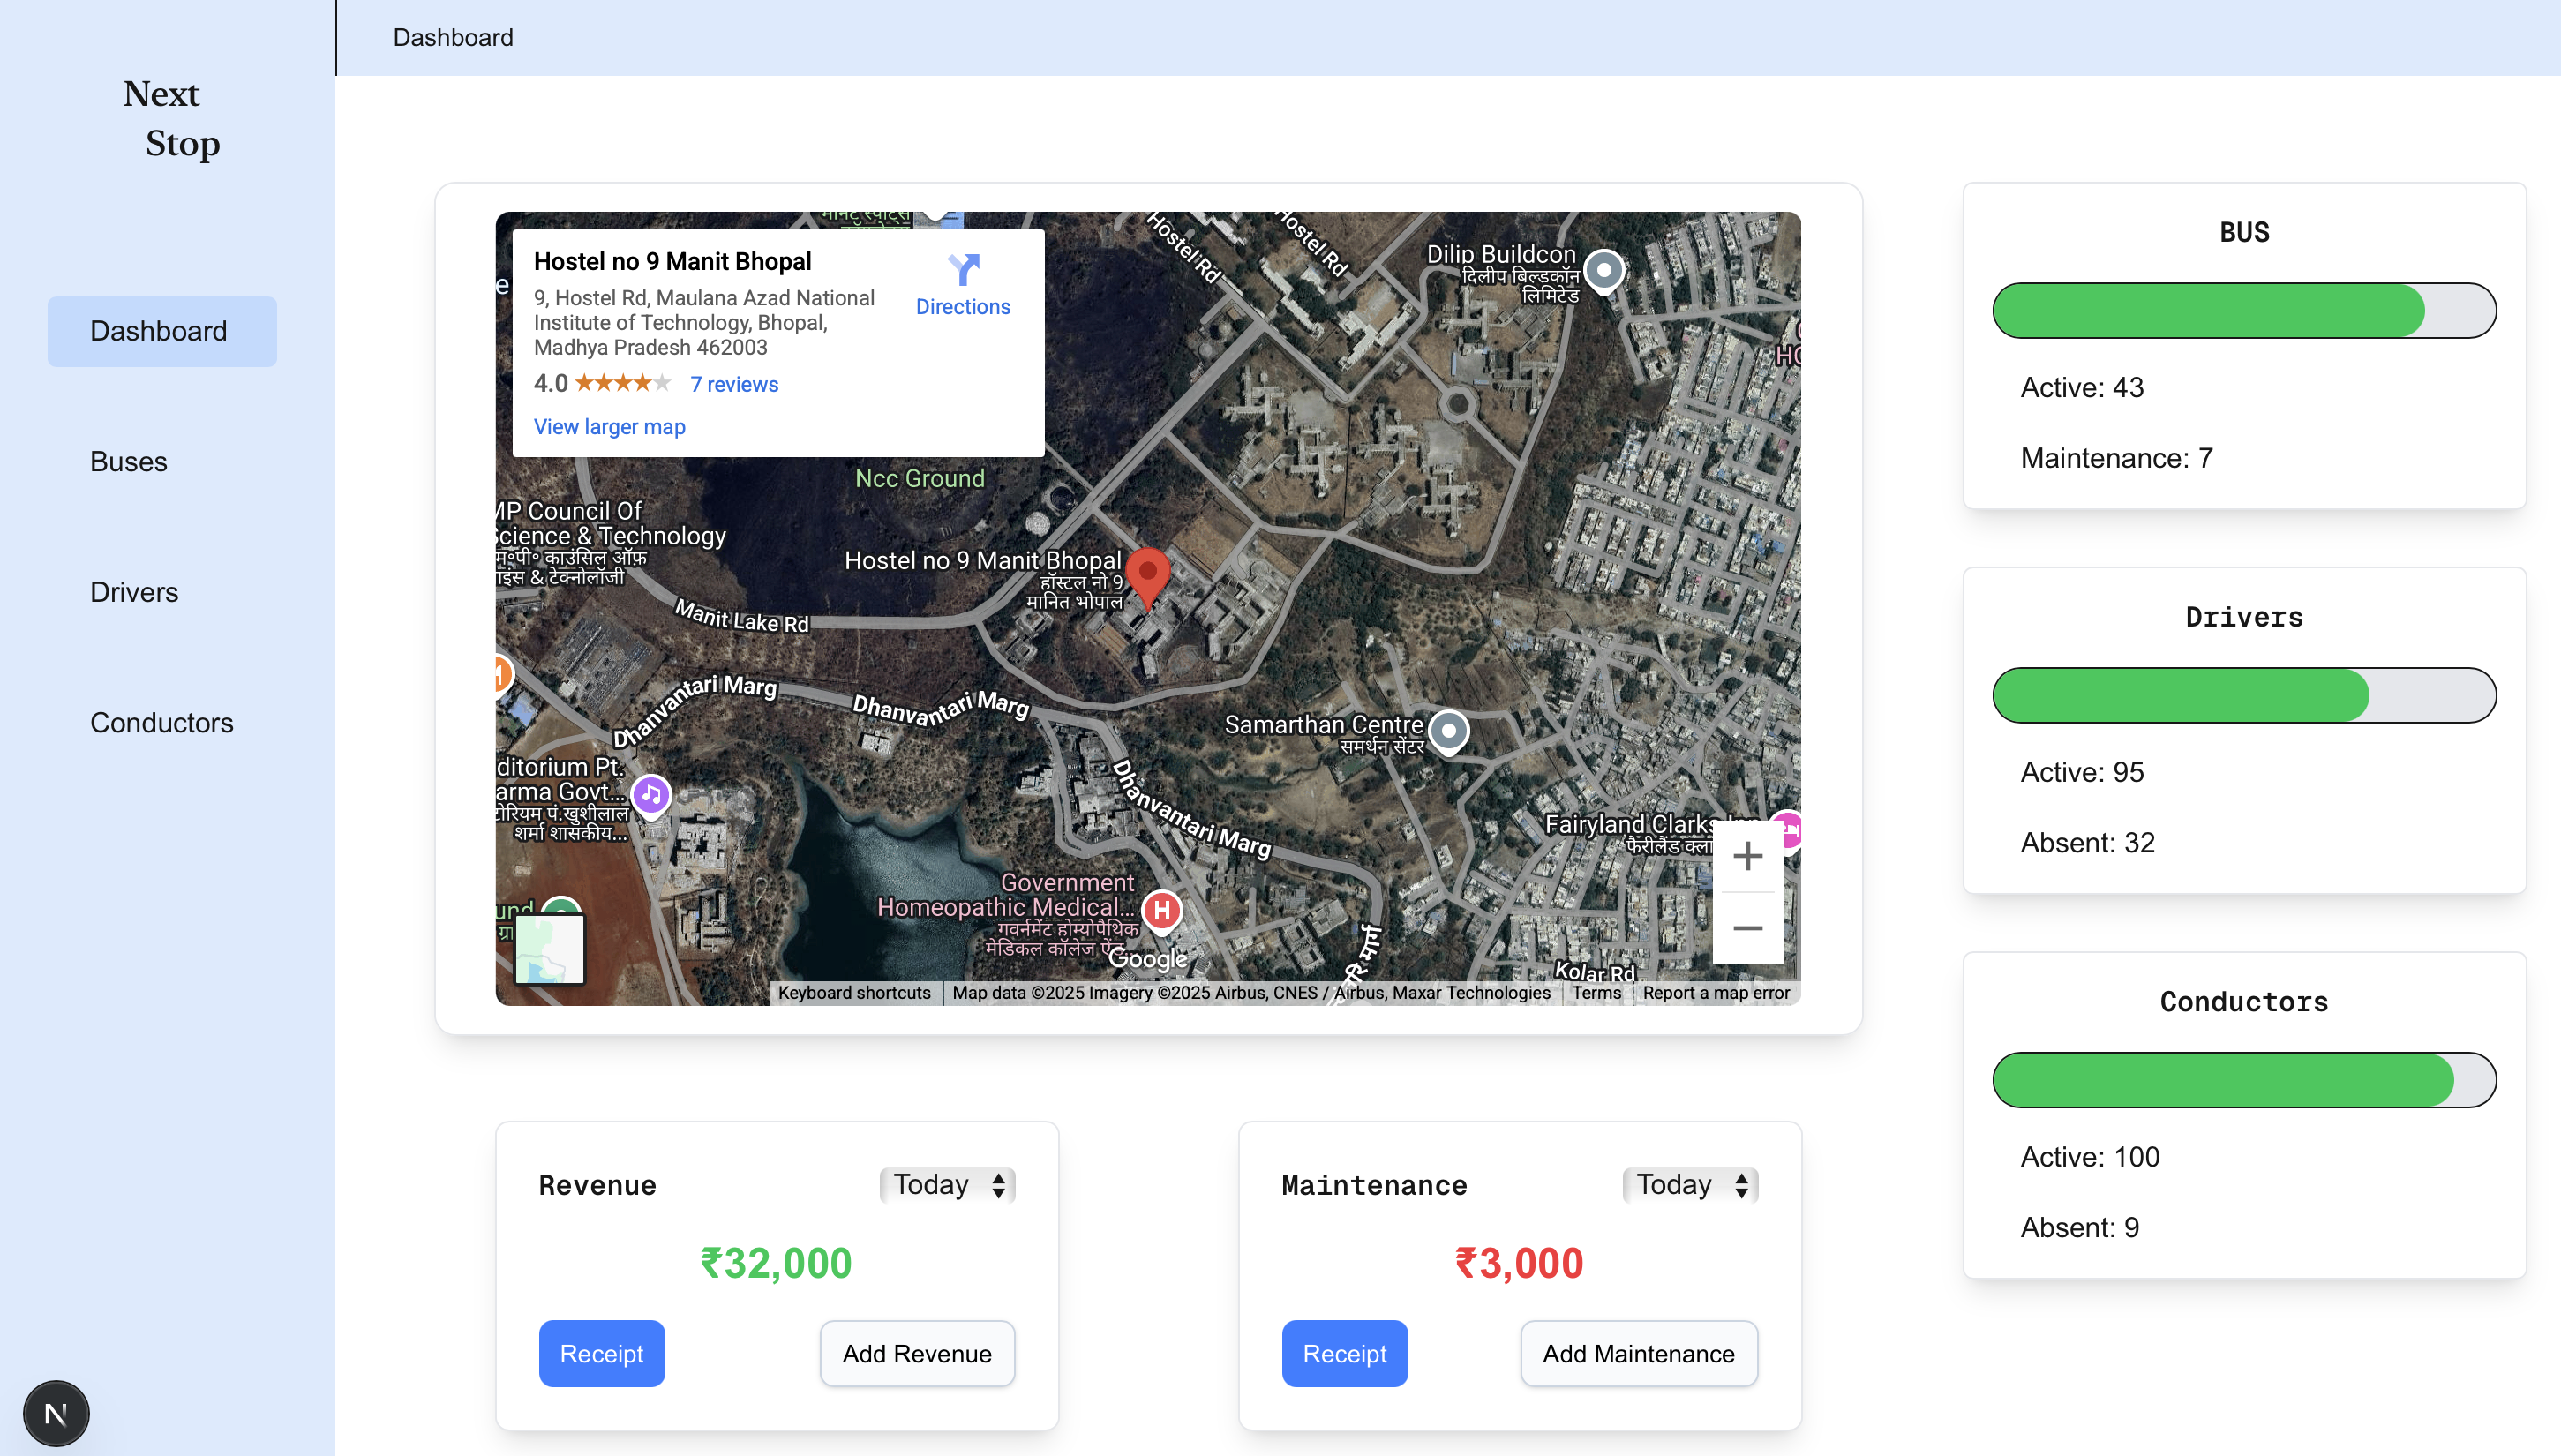 Dashboard
Next
Stop
Dashboard
Buses
Drivers
Conductors
Hostel no 9 Manit Bhopal
9, Hostel Rd, Maulana Azad National
Institute of Technology, Bhopal,
Madhya Pradesh 462003
4.0
7 reviews
View larger map
Directions
Hostel Rd
Hostel Rd
Dilip Buildcon
दिलीप बिल्डकॉन
लिमिटेड
Ncc Ground
MP Council Of
Science & Technology
म०पी० काउंसिल ऑफ़
& टेक्नोलॉजी
Hostel no 9 Manit Bhopal
हॉस्टल नो 9
मानित भोपाल
Manit Lake Rd
Dhanvantari Marg
Dhanvantari Marg
Samarthan Centre
समर्थन सेंटर
Dhanvantari Marg
ditorium Pt.
arma Govt...
पं.खुशीलाल
शर्मा शासकीय...
Fairyland Clarks
फैरीलैंड
Government
Homeopathic Medical...
गवर्नमेंट होम्योपैथिक
मेडिकल कॉलेज
H
Google
Kolar Rd
Keyboard shortcuts
Map data ©2025 Imagery ©2025 Airbus, CNES / Airbus, Maxar Technologies
Terms
Report a map error
BUS
Active: 43
Maintenance: 7
Drivers
Active: 95
Absent: 32
Conductors
Active: 100
Absent: 9
Revenue
Today
₹32,000
Receipt
Add Revenue
Maintenance
Today
₹3,000
Receipt
Add Maintenance
N